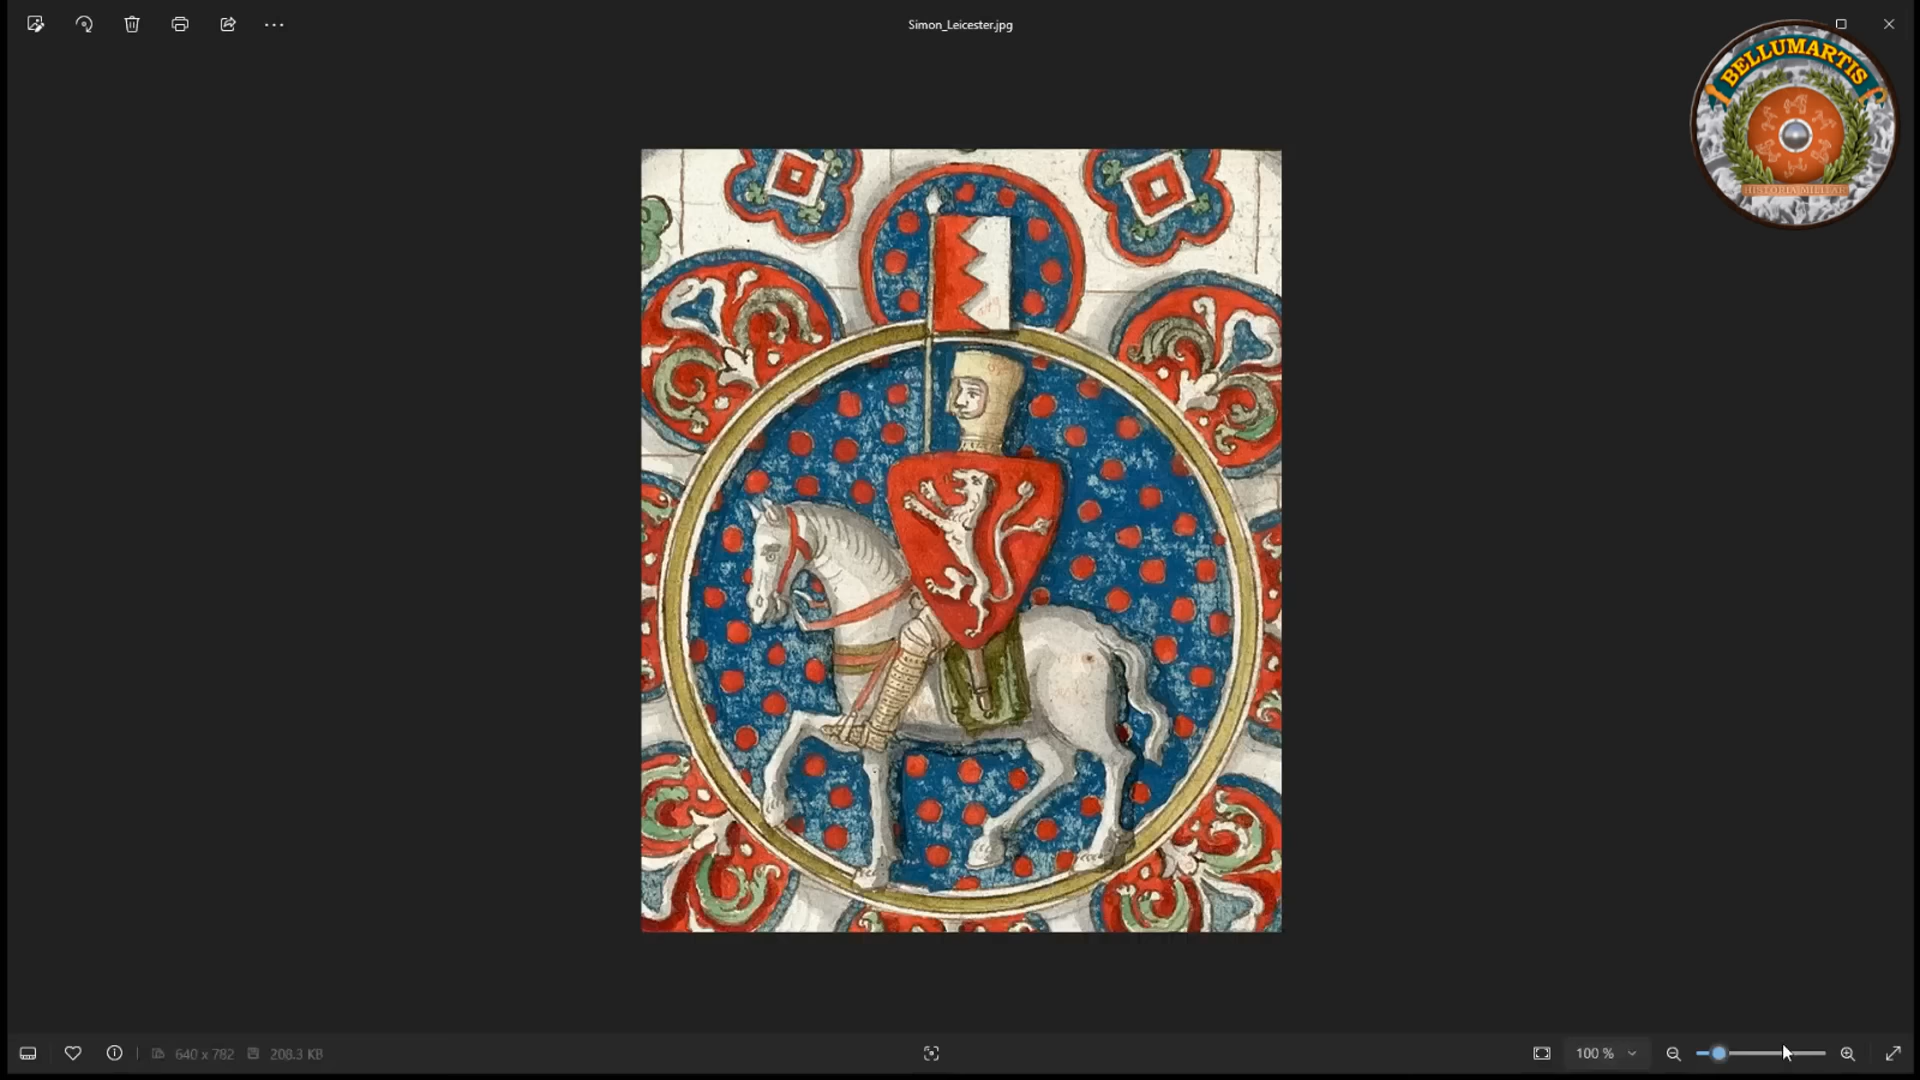 Simon_Leicester.jpg
BELLUMARTIS
HISTORIA MILITAR
640 x 782
208.3 KB
100 %